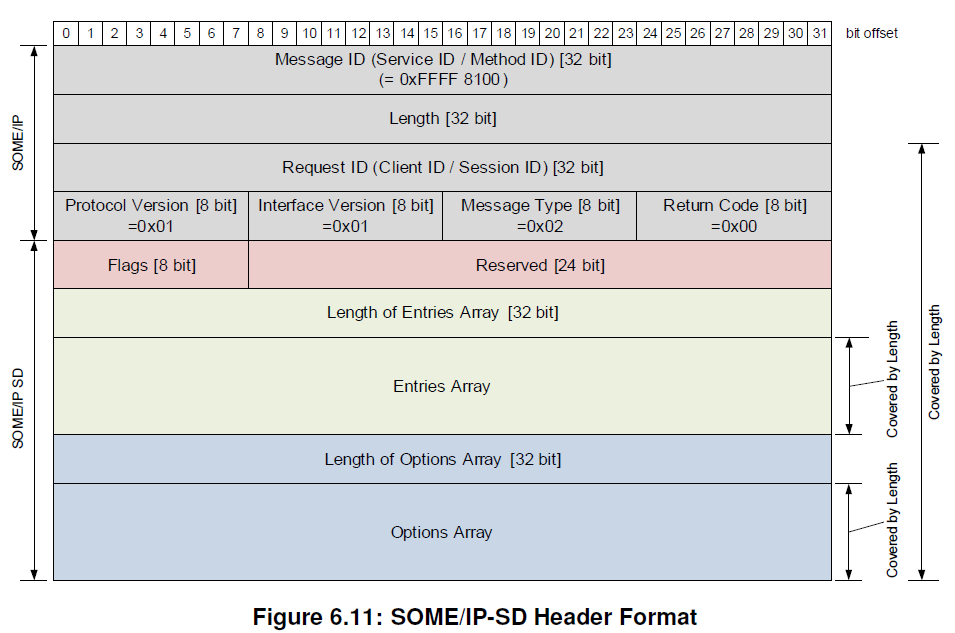 0 1 2 3 4 5 6 7 8 9 10 11 12 13 14 15 16 17 18 19 20 21 22 23 24 25 26 27 28 29 30 31 bit offset
SOME/IP
Message ID (Service ID / Method ID) [32 bit]
(= 0xFFFF 8100 )
Length [32 bit]
Request ID (Client ID / Session ID) [32 bit]
Protocol Version [8 bit]
=0x01
Interface Version [8 bit]
=0x01
Message Type [8 bit]
=0x02
Return Code [8 bit]
=0x00
SOME/IP SD
Flags [8 bit]
Reserved [24 bit]
Length of Entries Array [32 bit]
Entries Array
Covered by Length
Length of Options Array [32 bit]
Options Array
Covered by Length
Covered by Length
Figure 6.11: SOME/IP-SD Header Format